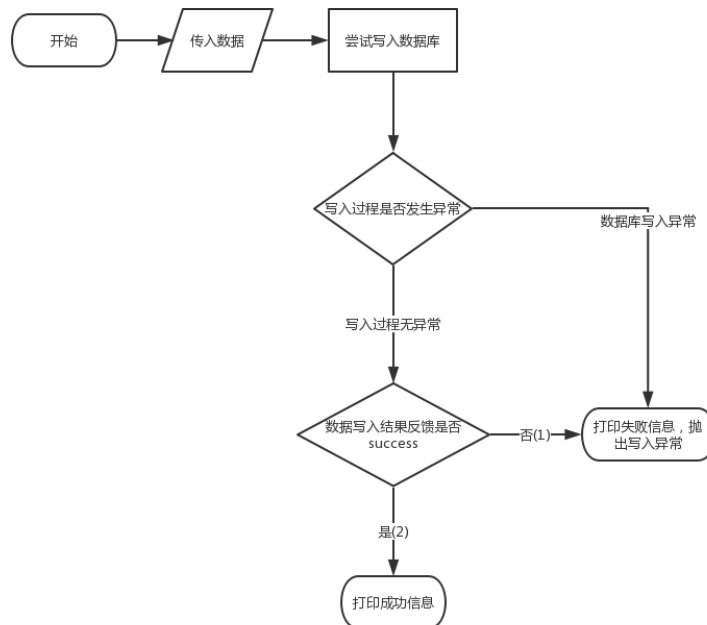 开始
传入数据
尝试写入数据库
写入过程是否发生异常
数据库写入异常
写入过程无异常
数据写入结果反馈是否
success
否(1)
打印失败信息，抛
出写入异常
是(2)
打印成功信息